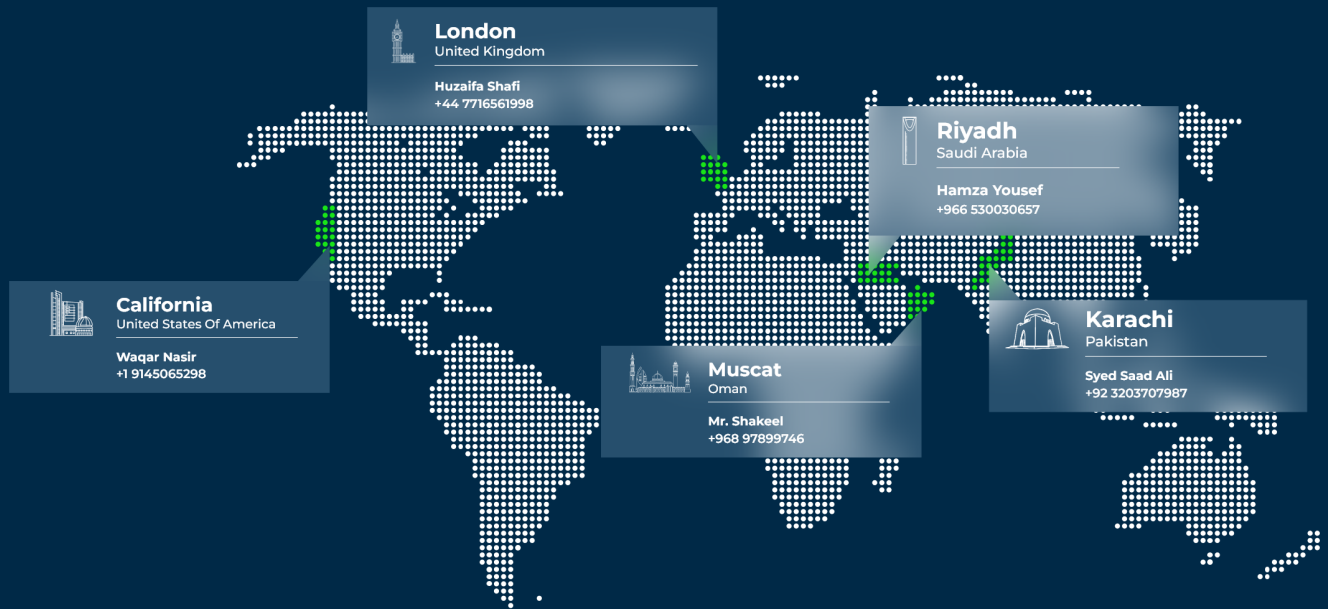 London
United Kingdom
Huzaifa Shafi
+44 7716561998
Riyadh
Saudi Arabia
Hamza Yousef
+966 530030657
California
United States Of America
Waqar Nasir
+1 9145065298
Muscat
Oman
Mr. Shakeel
+968 97899746
Karachi
Pakistan
Syed Saad Ali
+92 3203707987